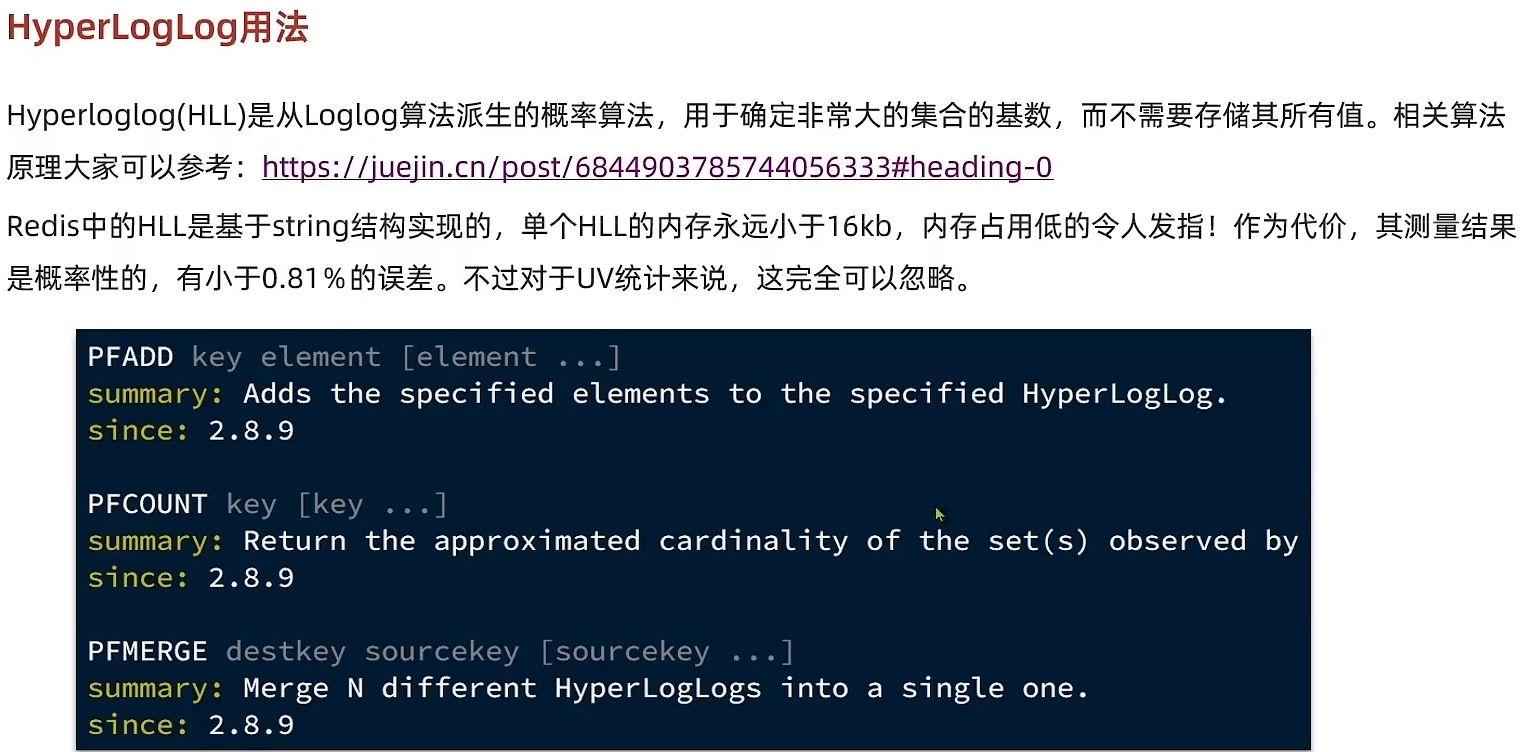 HyperLogLog用法
Hyperloglog(HLL)是从Loglog算法派生的概率算法，用于确定非常大的集合的基数，而不需要存储其所有值。相关算法
原理大家可以参考：https://juejin.cn/post/6844903785744056333#heading-0
Redis中的HLL是基于string结构实现的，单个HLL的内存永远小于16kb，内存占用低的令人发指！作为代价，其测量结果
是概率性的，有小于0.81％的误差。不过对于UV统计来说，这完全可以忽略。
PFADD key element [element ...]
summary: Adds the specified elements to the specified HyperLogLog.
since: 2.8.9
PFCOUNT key [key ...]
summary: Return the approximated cardinality of the set(s) observed by
since: 2.8.9
PFMERGE destkey sourcekey [sourcekey ...]
summary: Merge N different HyperLogLogs into a single one.
since: 2.8.9